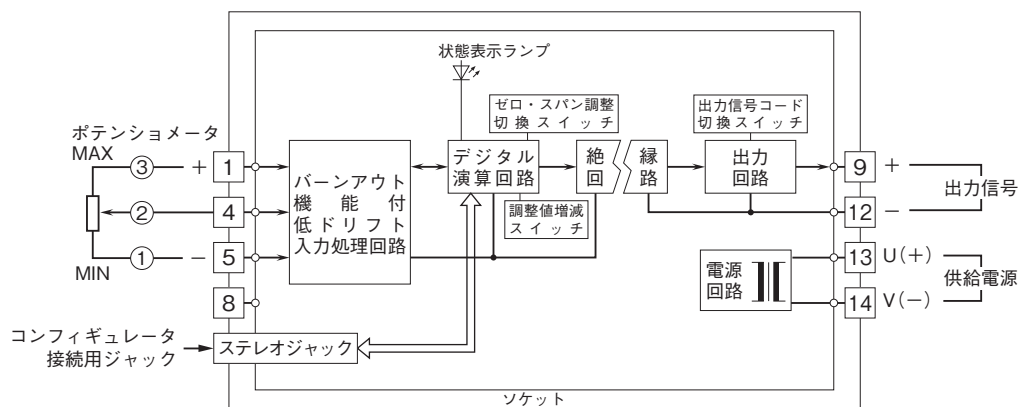 状態表示ランプ
ゼロ・スパン調整
切換スイッチ
出力信号コード
切換スイッチ
ポテンショメータ
MAX
③ + 1
② 4
① - 5
MIN
8
バーンアウト
機能付
低ドリフト
入力処理回路
デジタル
演算回路
調整値増減
スイッチ
絶縁
回路
出力
回路
9 +
12 −
出力信号
電源
回路
13 U(+)
14 V(−)
供給電源
コンフィギュレータ
接続用ジャック
ステレオジャック
ソケット